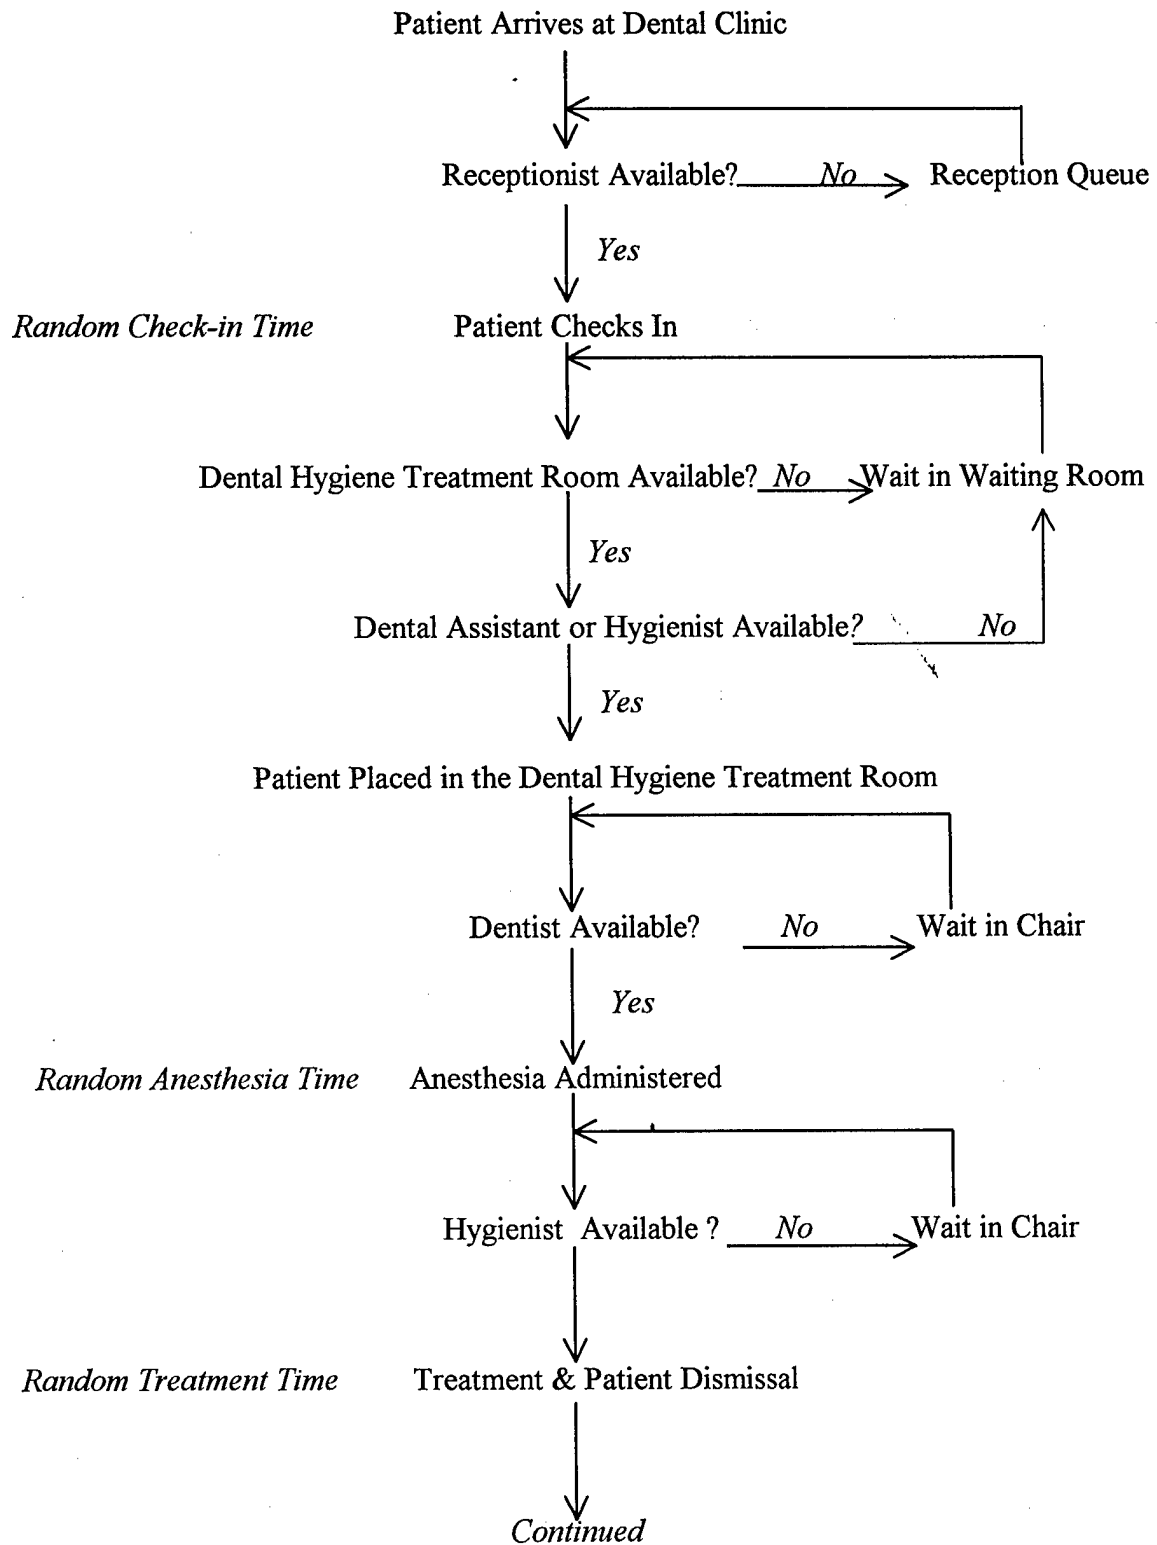 Patient Arrives at Dental Clinic
Receptionist Available? No Reception Queue
Yes
Random Check-in Time Patient Checks In
Dental Hygiene Treatment Room Available? No Wait in Waiting Room
Yes
Dental Assistant or Hygienist Available? No
Yes
Patient Placed in the Dental Hygiene Treatment Room
Dentist Available? No Wait in Chair
Yes
Random Anesthesia Time Anesthesia Administered
Hygienist Available ? No Wait in Chair
Random Treatment Time Treatment & Patient Dismissal
Continued